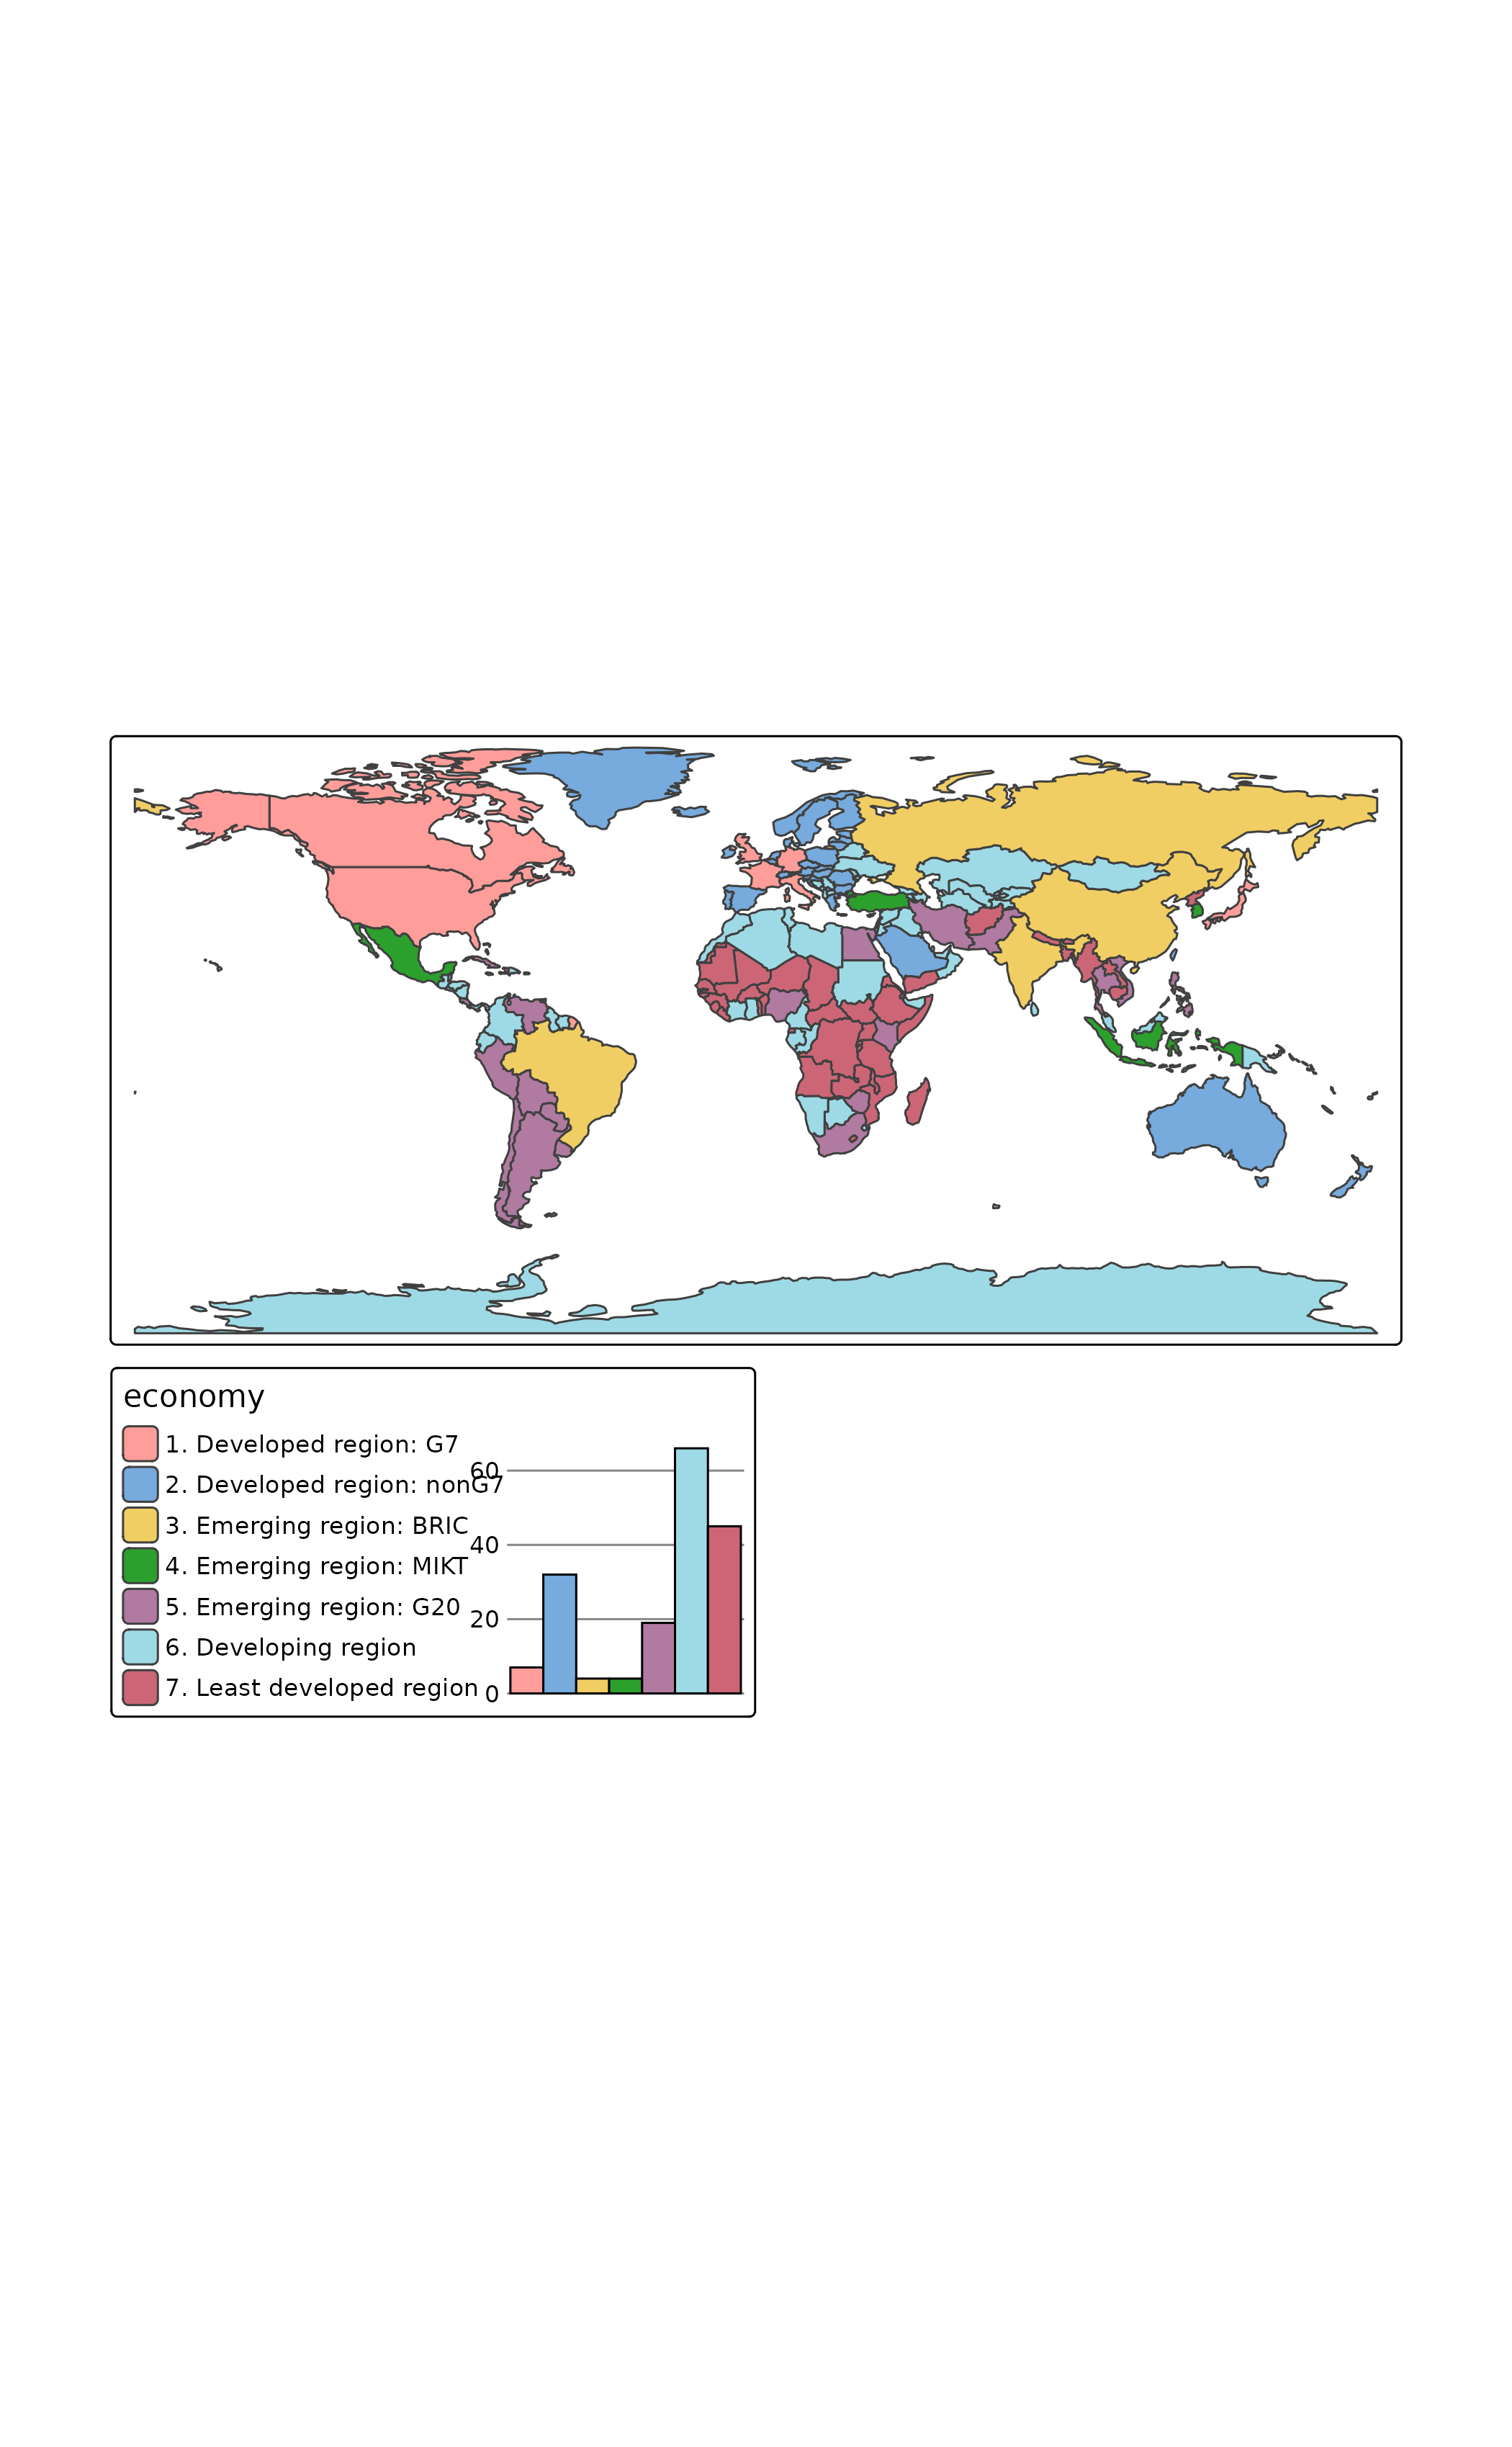 economy
1. Developed region: G7
2. Developed region: nonG7
3. Emerging region: BRIC
4. Emerging region: MIKT
5. Emerging region: G20
6. Developing region
7. Least developed region
60
40
20
0